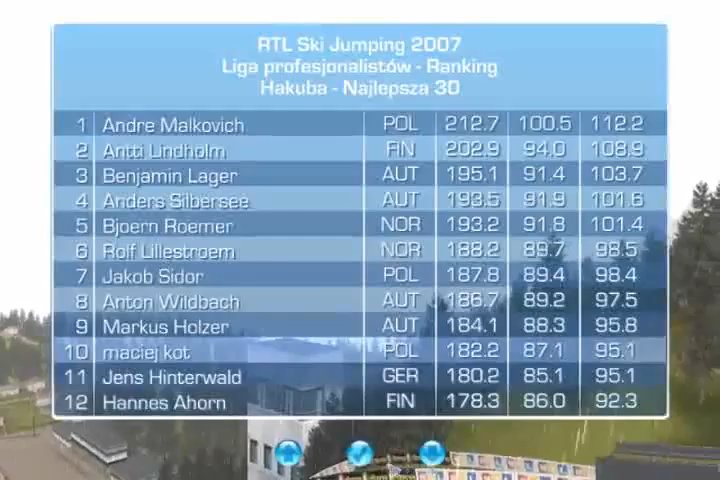 RTL Ski Jumping 2007
Liga profesjonalistów - Ranking
Hakuba - Najlepsza 30
1 Andre Malkovich POL 212.7 100.5 112.2
2 Antti Lindholm FIN 202.9 94.0 108.9
3 Benjamin Lager AUT 195.1 91.4 103.7
4 Anders Silbersee AUT 193.5 91.9 101.6
5 Bjoern Roemer NOR 193.2 91.8 101.4
6 Rolf Lillestroem NOR 188.2 89.7 98.5
7 Jakob Sidor POL 187.8 89.4 98.4
8 Anton Wildbach AUT 186.7 89.2 97.5
9 Markus Holzer AUT 184.1 88.3 95.8
10 maciej kot POL 182.2 87.1 95.1
11 Jens Hinterwald GER 180.2 85.1 95.1
12 Hannes Ahorn FIN 178.3 86.0 92.3